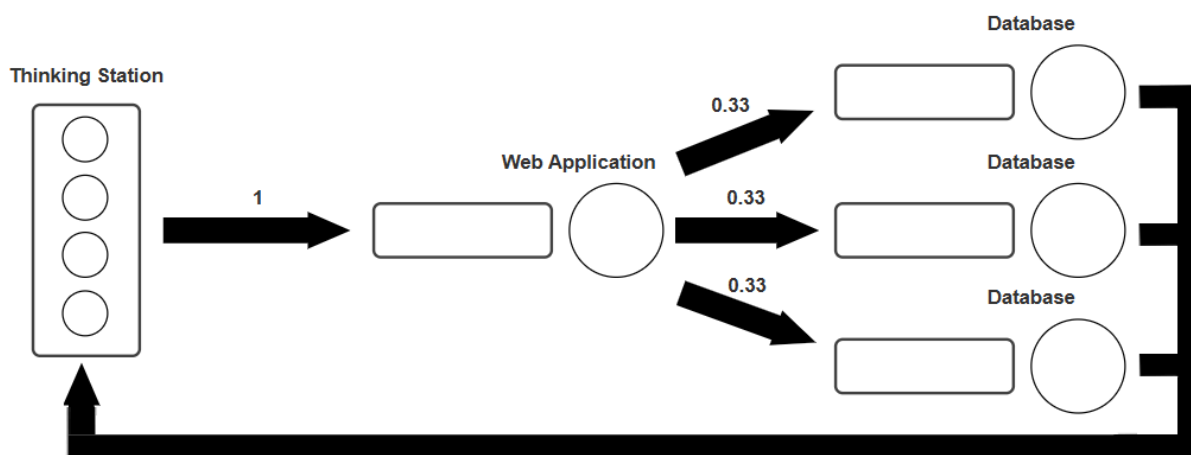 Database
Thinking Station
0.33
Web Application
Database
1
0.33
0.33
Database